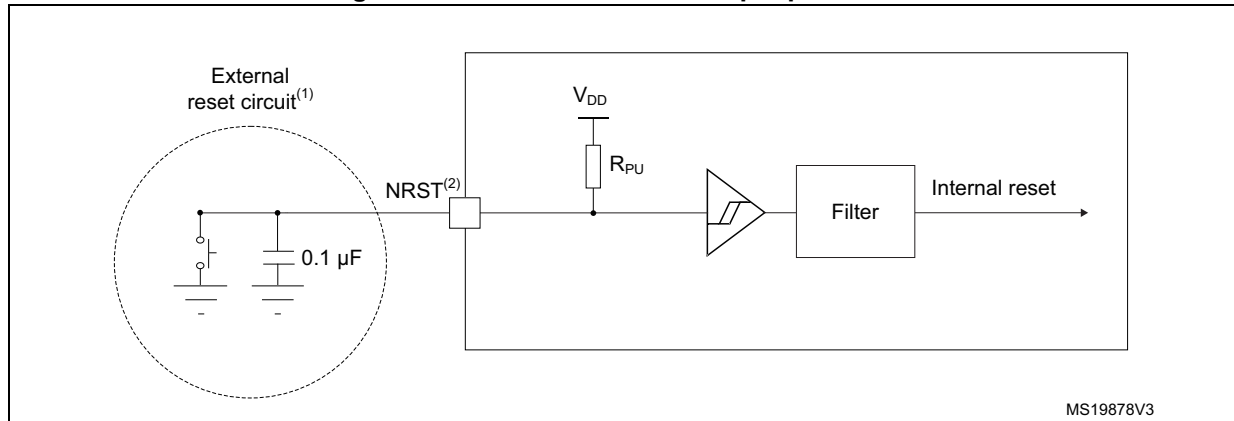 External
reset circuit(1)
VDD
RPU
NRST(2)
Internal reset
Filter
0.1 µF
MS19878V3